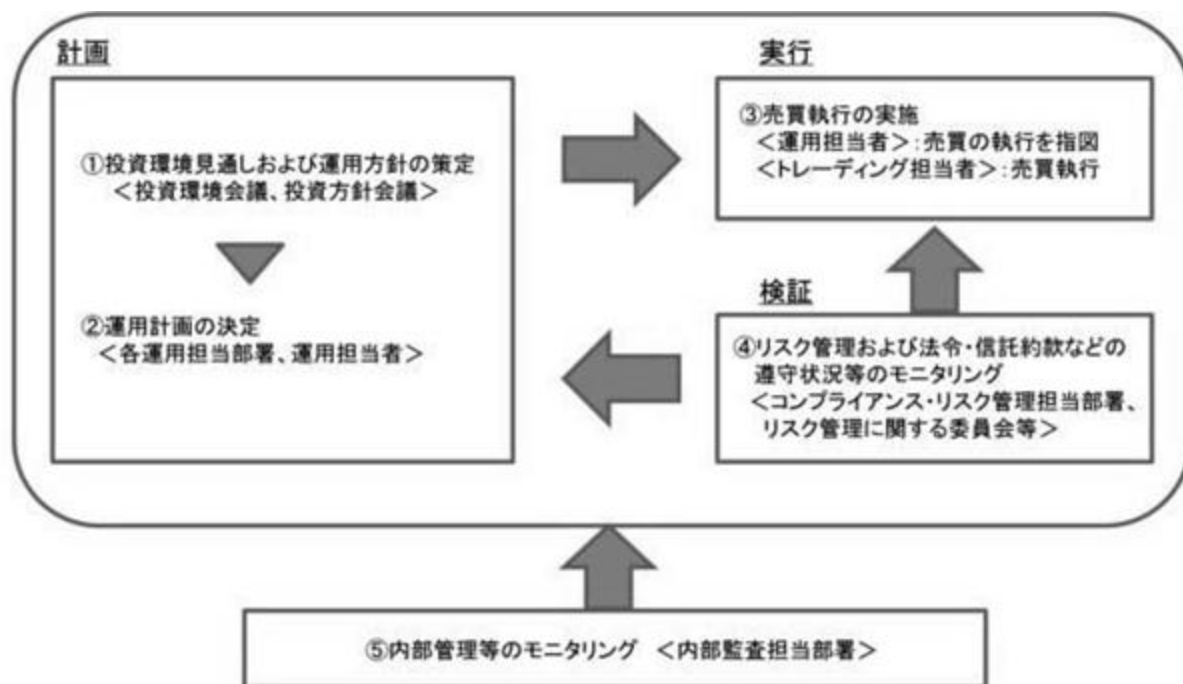 計画
①投資環境見通しおよび運用方針の策定
＜投資環境会議、投資方針会議＞
②運用計画の決定
＜各運用担当部署、運用担当者＞
実行
③売買執行の実施
＜運用担当者＞：売買の執行を指図
＜トレーディング担当者＞：売買執行
検証
④リスク管理および法令・信託約款などの
遵守状況等のモニタリング
＜コンプライアンス・リスク管理担当部署、
リスク管理に関する委員会等＞
⑤内部管理等のモニタリング ＜内部監査担当部署＞